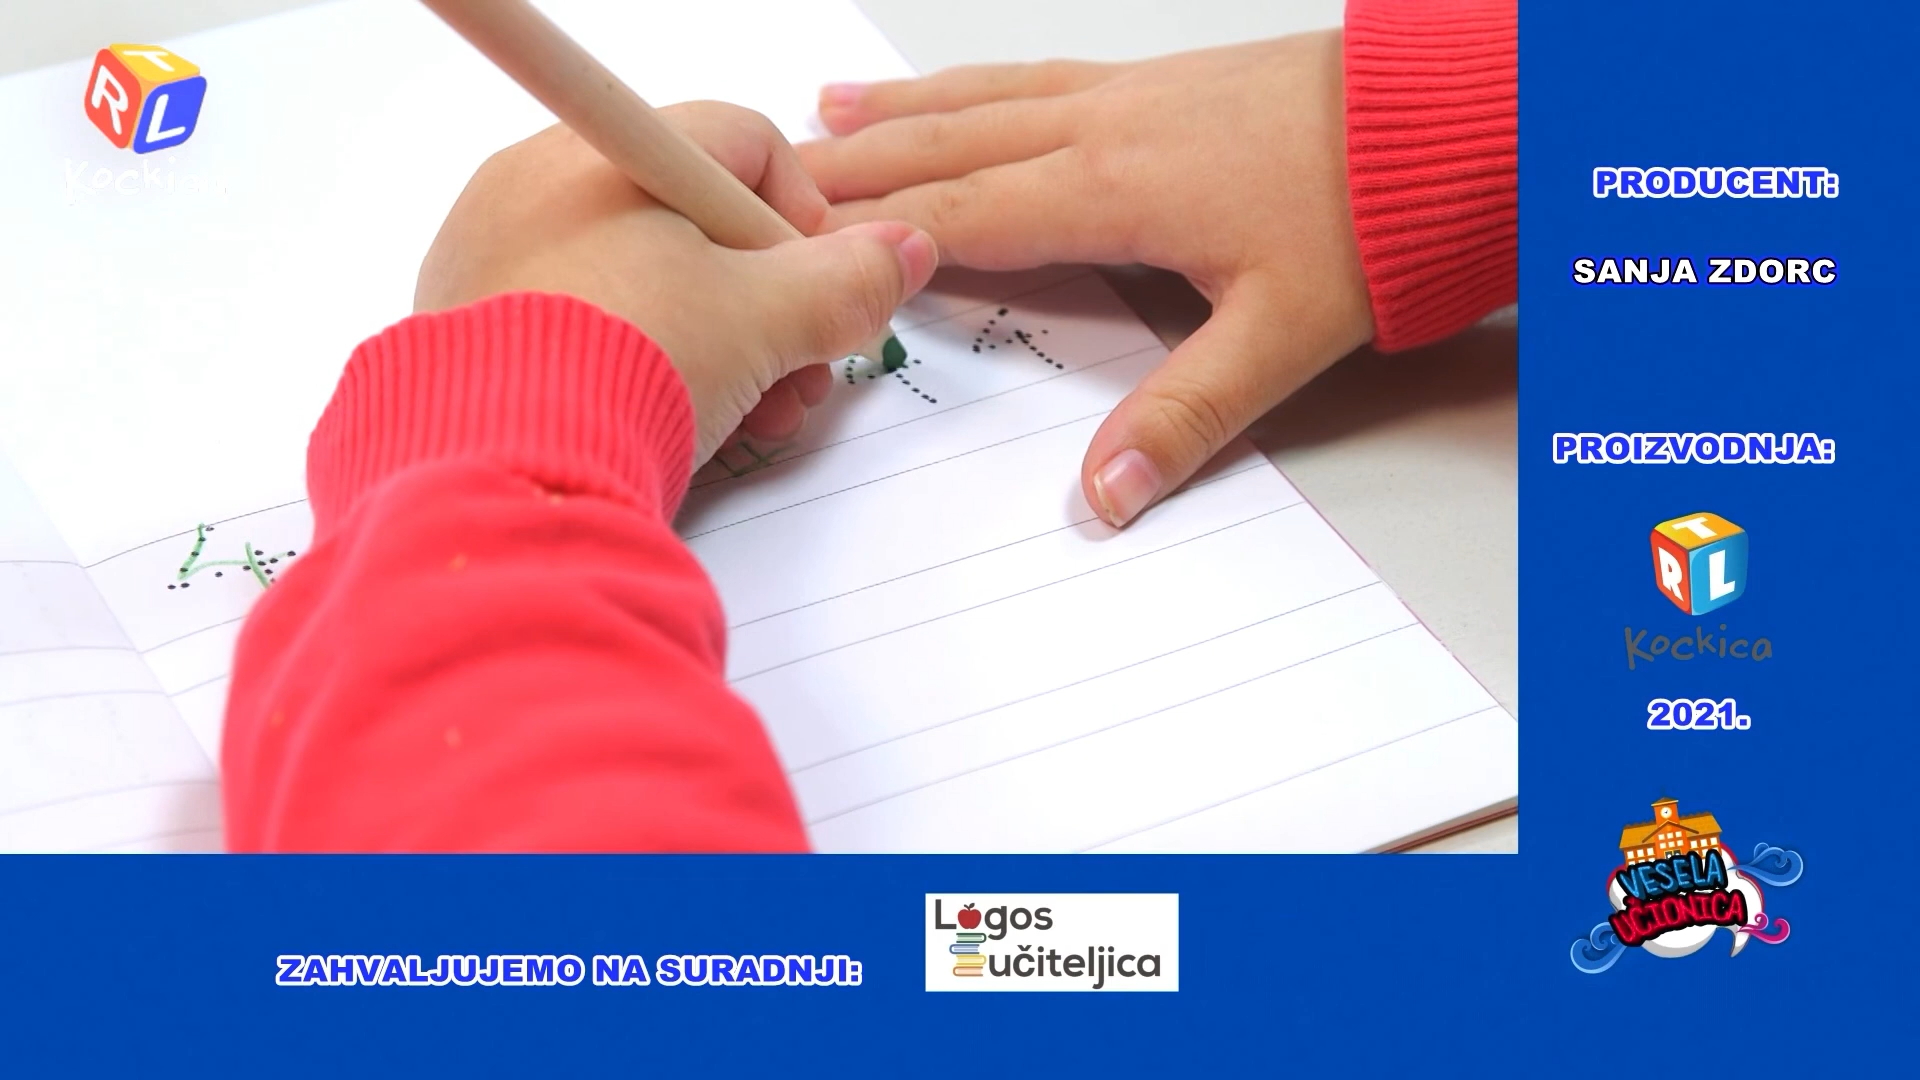 RTL
Kockica
PRODUCENT:
SANJA ZDORC
PROIZVODNJA:
RTL
Kockica
2021.
VESELA
UČIONICA
ZAHVALJUJEMO NA SURADNJI:
Logos
učiteljica